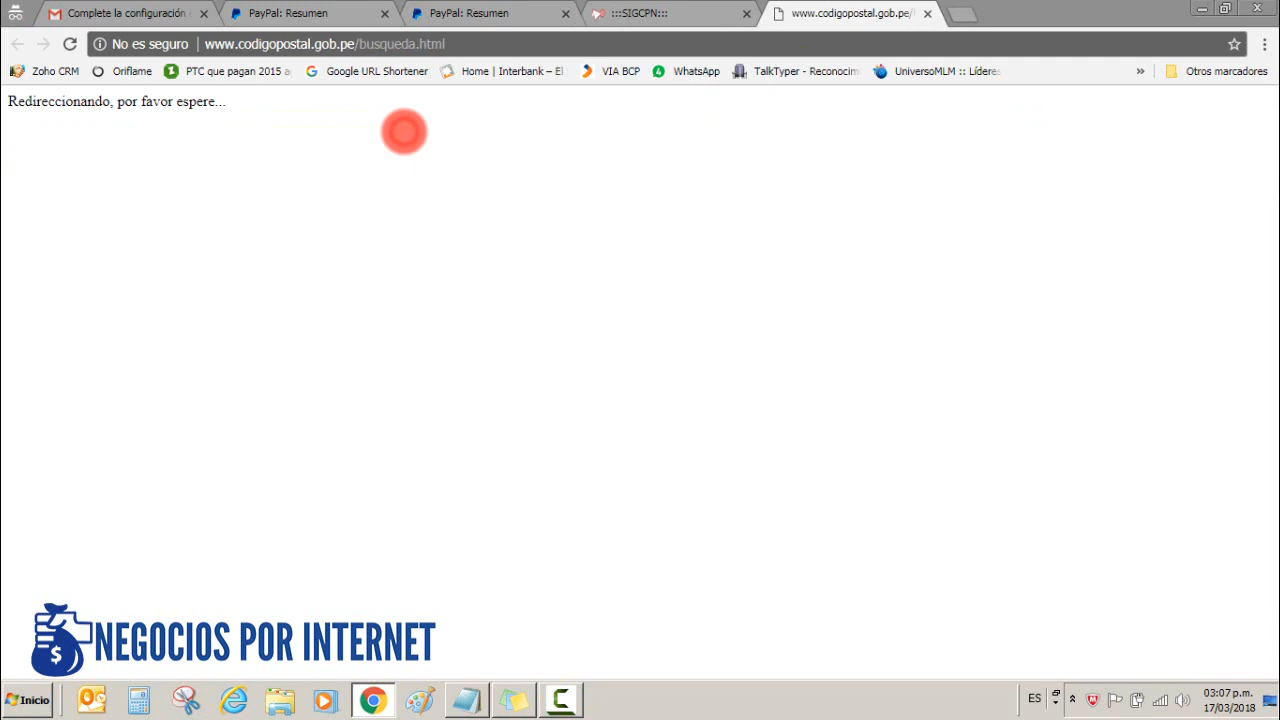 Complete la configuración
PayPal: Resumen
PayPal: Resumen
:::SIGCPN:::
www.codigopostal.gob.pe/
No es seguro
www.codigopostal.gob.pe/busqueda.html
Zoho CRM
Oriflame
PTC que pagan 2015 ag
Google URL Shortener
Home | Interbank – El
VIA BCP
WhatsApp
TalkTyper - Reconocim
UniversoMLM :: Líderes
»
Otros marcadores
Redireccionando, por favor espere...
$
NEGOCIOS POR INTERNET
Inicio
ES
03:07 p.m.
17/03/2018